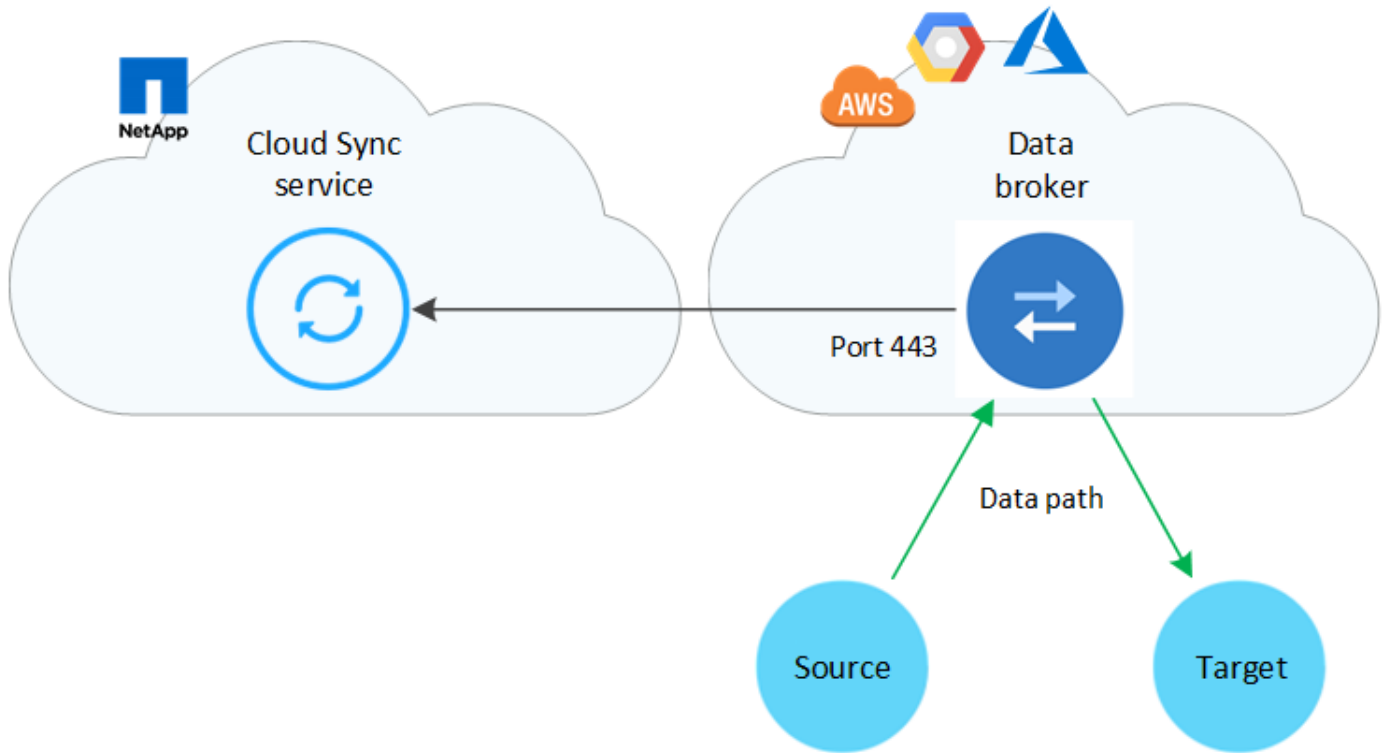 NetApp
Cloud Sync
service
AWS
Data
broker
Port 443
Data path
Source
Target